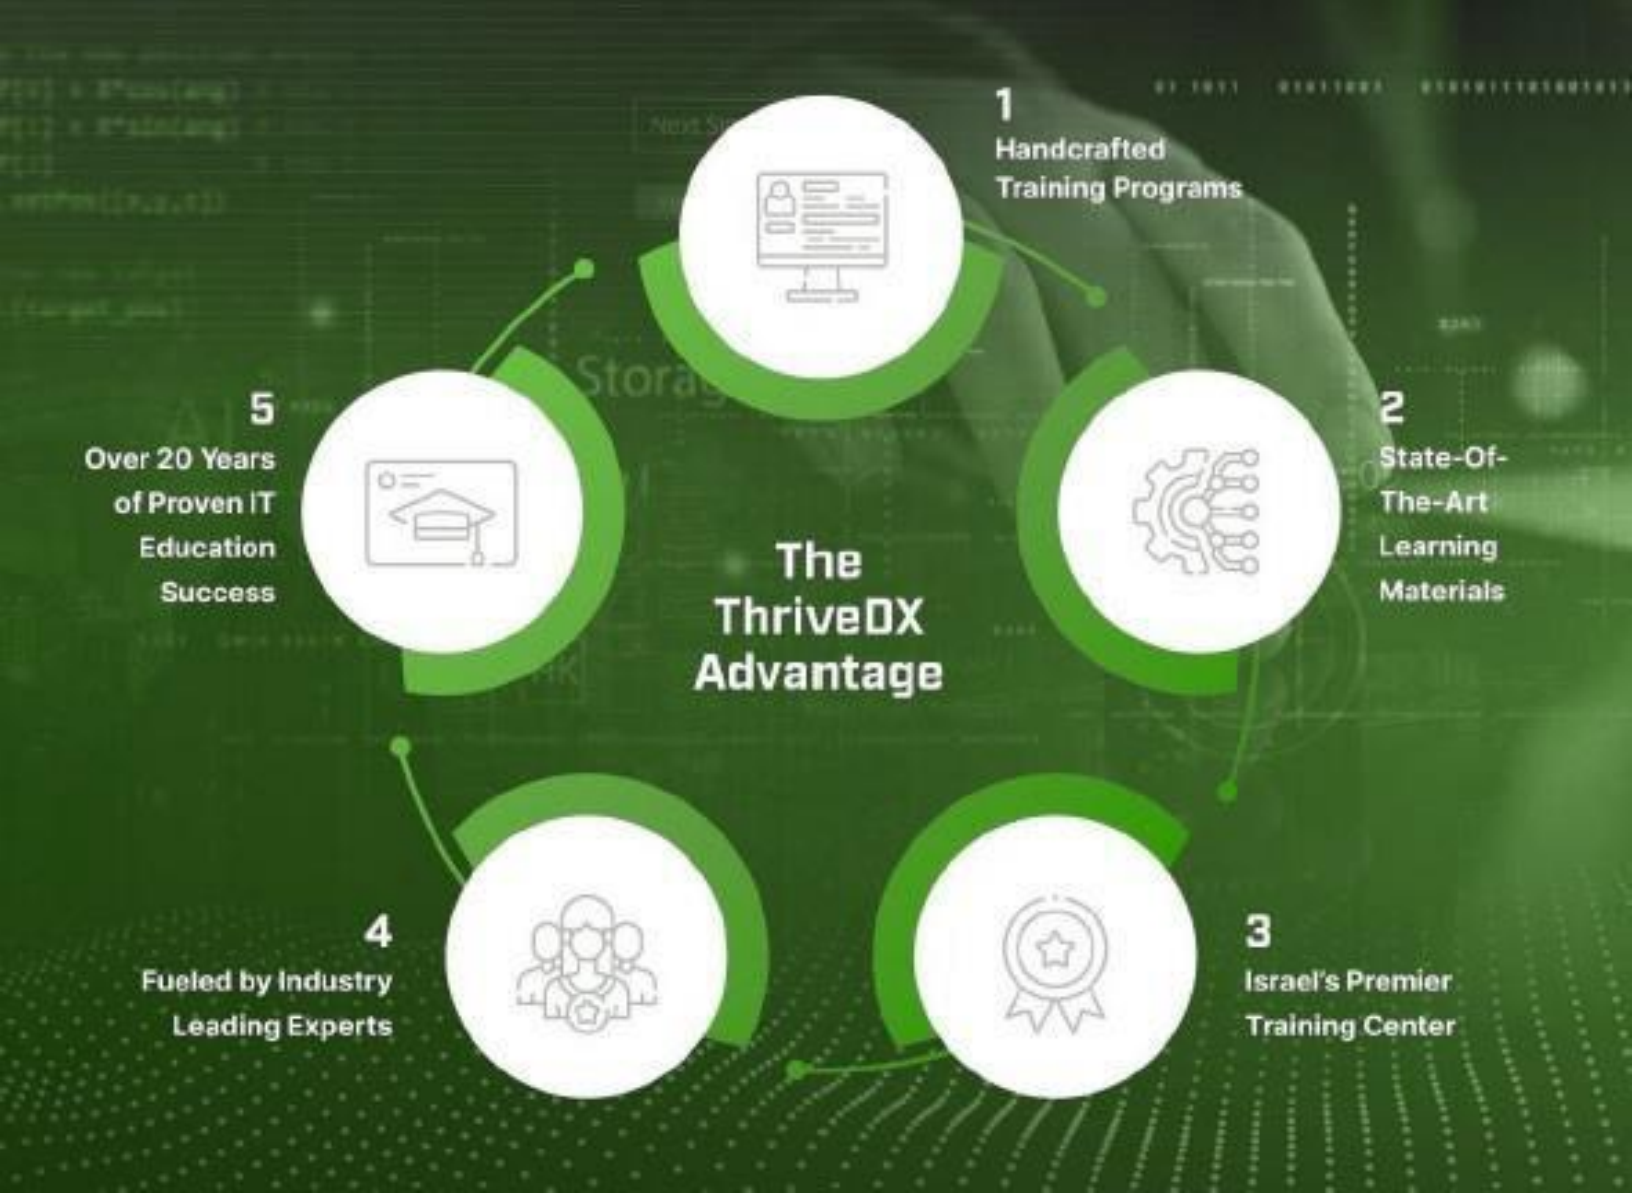 1
Handcrafted
Training Programs
2
State-Of-
The-Art
Learning
Materials
3
Israel's Premier
Training Center
4
Fueled by Industry
Leading Experts
5
Over 20 Years
of Proven IT
Education
Success
The
ThriveDX
Advantage